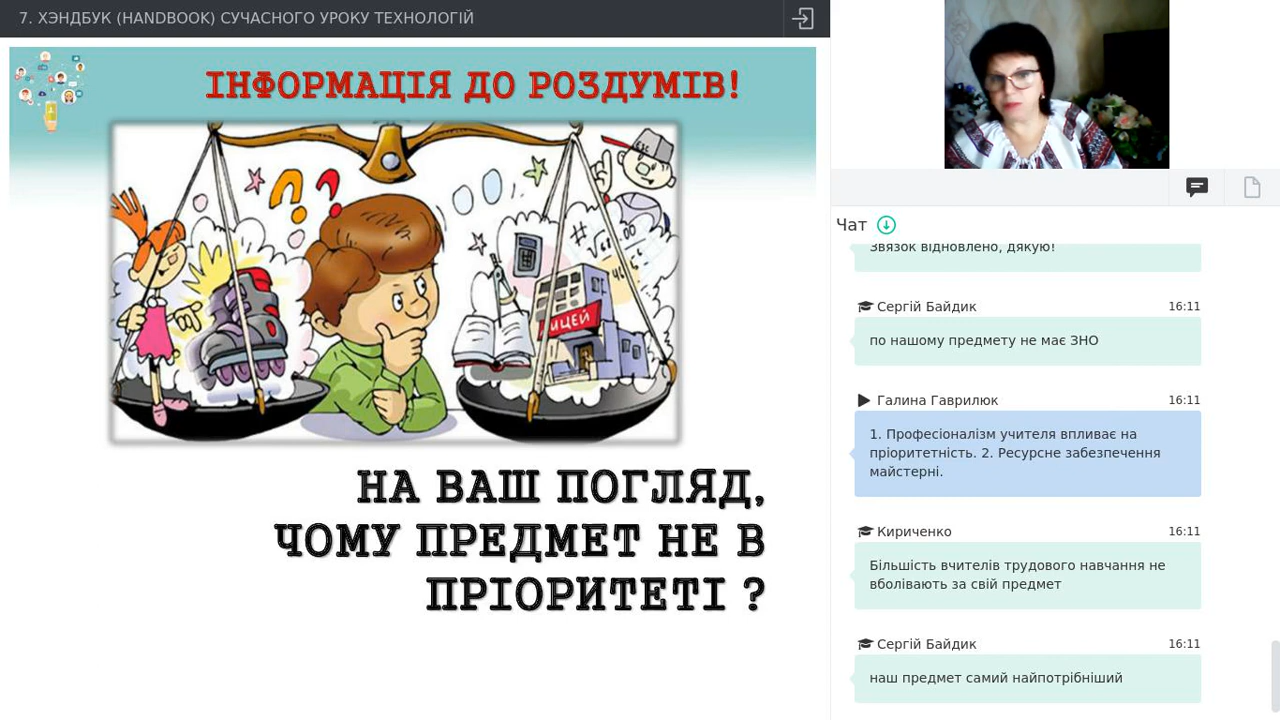 7. ХЭНДБУК (HANDBOOK) СУЧАСНОГО УРОКУ ТЕХНОЛОГІЙ
ІНФОРМАЦІЯ ДО РОЗДУМІВ!
ЛИЦЕЙ
НА ВАШ ПОГЛЯД,
ЧОМУ ПРЕДМЕТ НЕ В
ПРІОРИТЕТІ ?
Чат
Звязок відновлено, дякую!
Сергій Байдик 16:11
по нашому предмету не має ЗНО
Галина Гаврилюк 16:11
1. Професіоналізм учителя впливає на
пріоритетність. 2. Ресурсне забезпечення
майстерні.
Кириченко 16:11
Більшість вчителів трудового навчання не
вболівають за свій предмет
Сергій Байдик 16:11
наш предмет самий найпотрібніший